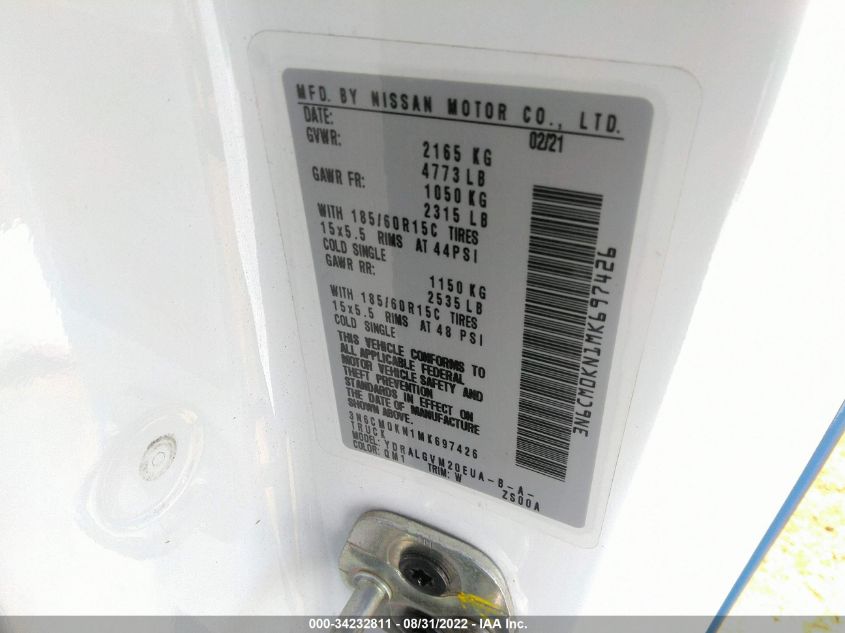 MFD. BY NISSAN MOTOR CO., LTD.
DATE: 02/21
GVWR: 2165 KG
4773 LB
GAWR FR: 1050 KG
2315 LB
WITH 185/60R15C TIRES
15x5.5 RIMS AT 44PSI
COLD SINGLE
GAWR RR: 1150 KG
2535 LB
WITH 185/60R15C TIRES
15x5.5 RIMS AT 48 PSI
COLD SINGLE
THIS VEHICLE CONFORMS TO
ALL APPLICABLE FEDERAL
MOTOR VEHICLE SAFETY AND
THEFT PREVENTION
STANDARDS IN EFFECT ON
THE DATE OF MANUFACTURE
SHOWN ABOVE.
3N6CM0KN1MK697426
TRUCK
MODEL: YDRALGVM20EUA-B-A-
COLOR: QM1 TRIM: W ZS00A
3N6CM0KN1MK697426
000-34232811 - 08/31/2022 - IAA Inc.